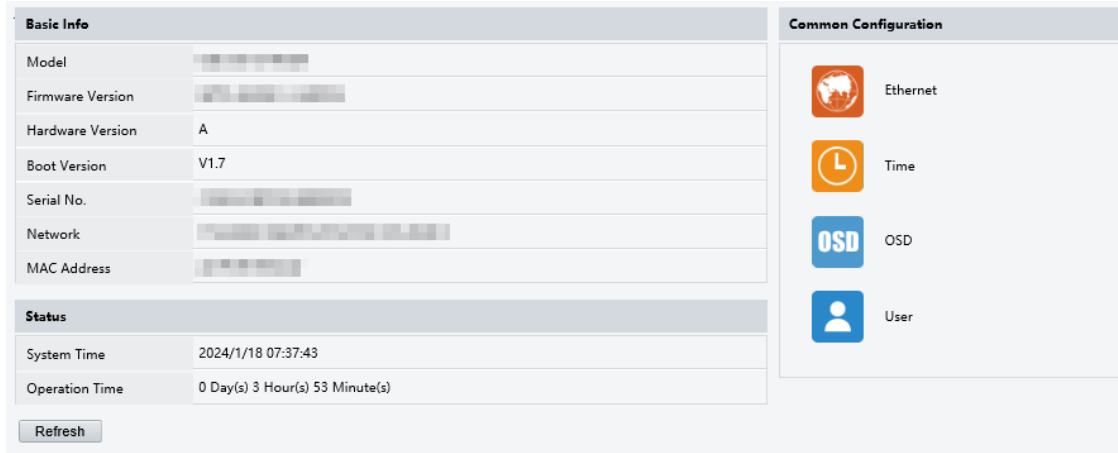 Basic Info
Model
Firmware Version
Hardware Version A
Boot Version V1.7
Serial No.
Network
MAC Address
Status
System Time 2024/1/18 07:37:43
Operation Time 0 Day(s) 3 Hour(s) 53 Minute(s)
Refresh
Common Configuration
Ethernet
Time
OSD OSD
User